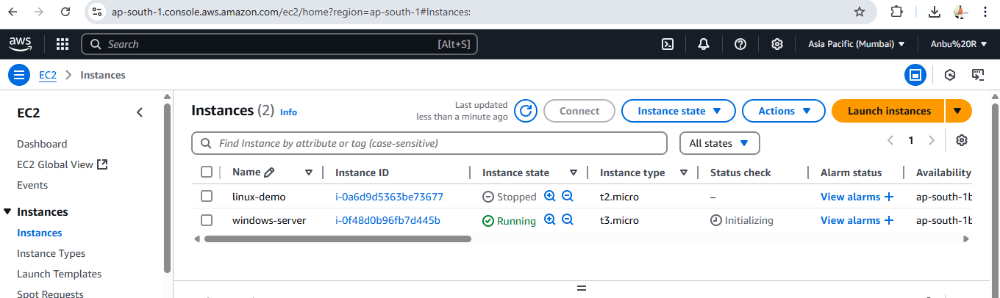 ap-south-1.console.aws.amazon.com/ec2/home?region=ap-south-1#Instances:
aws Search [Alt+S] Asia Pacific (Mumbai) Anbu%20R
EC2 > Instances
EC2
Dashboard
EC2 Global View
Events
Instances
Instances
Instance Types
Launch Templates
Spot Requests
Instances (2) Info
Last updated
less than a minute ago
Connect Instance state Actions Launch instances
Find Instance by attribute or tag (case-sensitive) All states 1
Name Instance ID Instance state Instance type Status check Alarm status Availability
linux-demo i-0a6d9d5363be73677 Stopped t2.micro – View alarms + ap-south-1b
windows-server i-0f48d0b96fb7d445b Running t3.micro Initializing View alarms + ap-south-1b